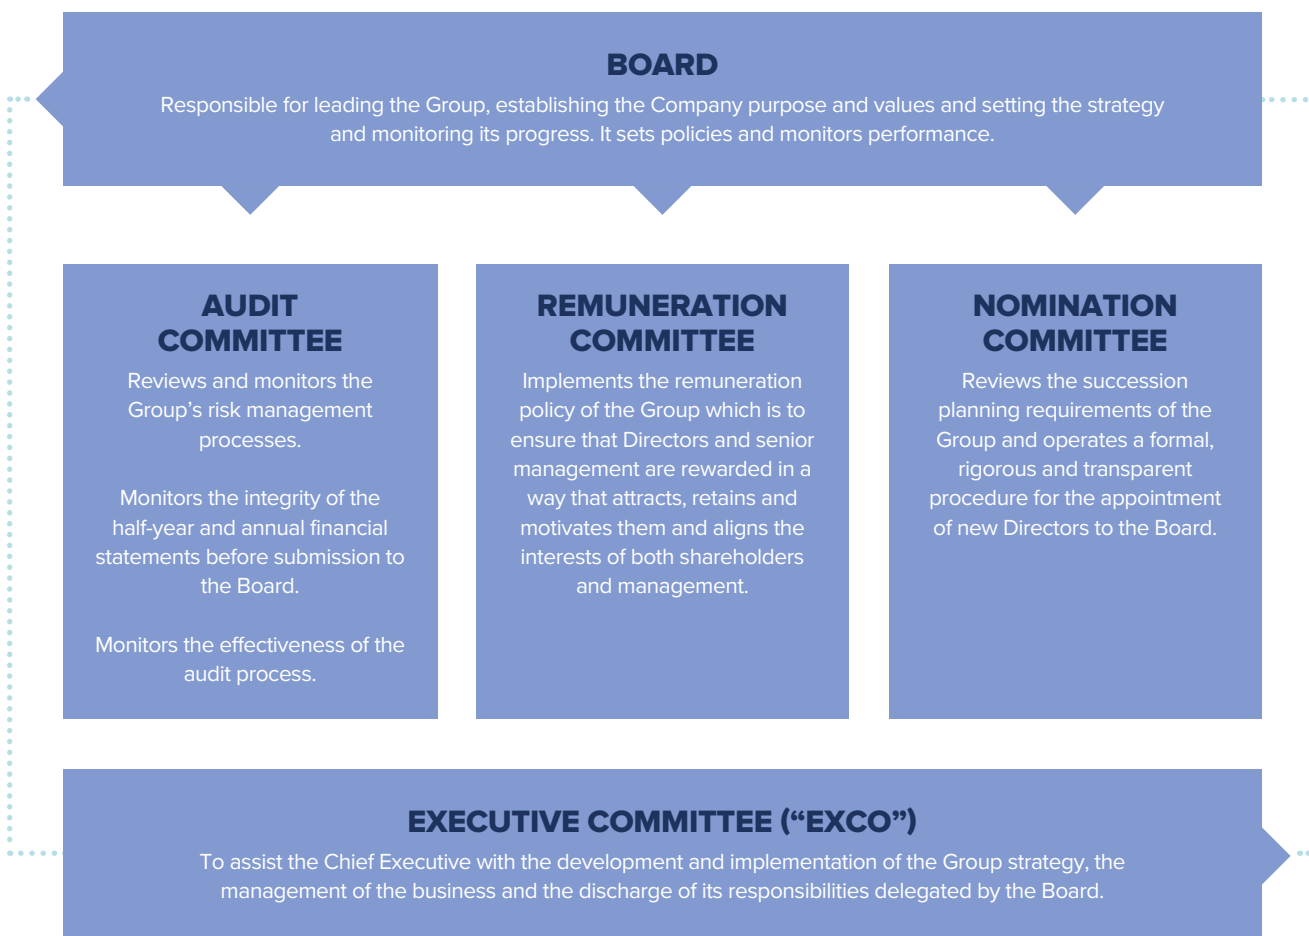 BOARD
Responsible for leading the Group, establishing the Company purpose and values and setting the strategy
and monitoring its progress. It sets policies and monitors performance.
AUDIT
COMMITTEE
Reviews and monitors the
Group’s risk management
processes.
Monitors the integrity of the
half-year and annual financial
statements before submission to
the Board.
Monitors the effectiveness of the
audit process.
REMUNERATION
COMMITTEE
Implements the remuneration
policy of the Group which is to
ensure that Directors and senior
management are rewarded in a
way that attracts, retains and
motivates them and aligns the
interests of both shareholders
and management.
NOMINATION
COMMITTEE
Reviews the succession
planning requirements of the
Group and operates a formal,
rigorous and transparent
procedure for the appointment
of new Directors to the Board.
EXECUTIVE COMMITTEE (“EXCO”)
To assist the Chief Executive with the development and implementation of the Group strategy, the
management of the business and the discharge of its responsibilities delegated by the Board.